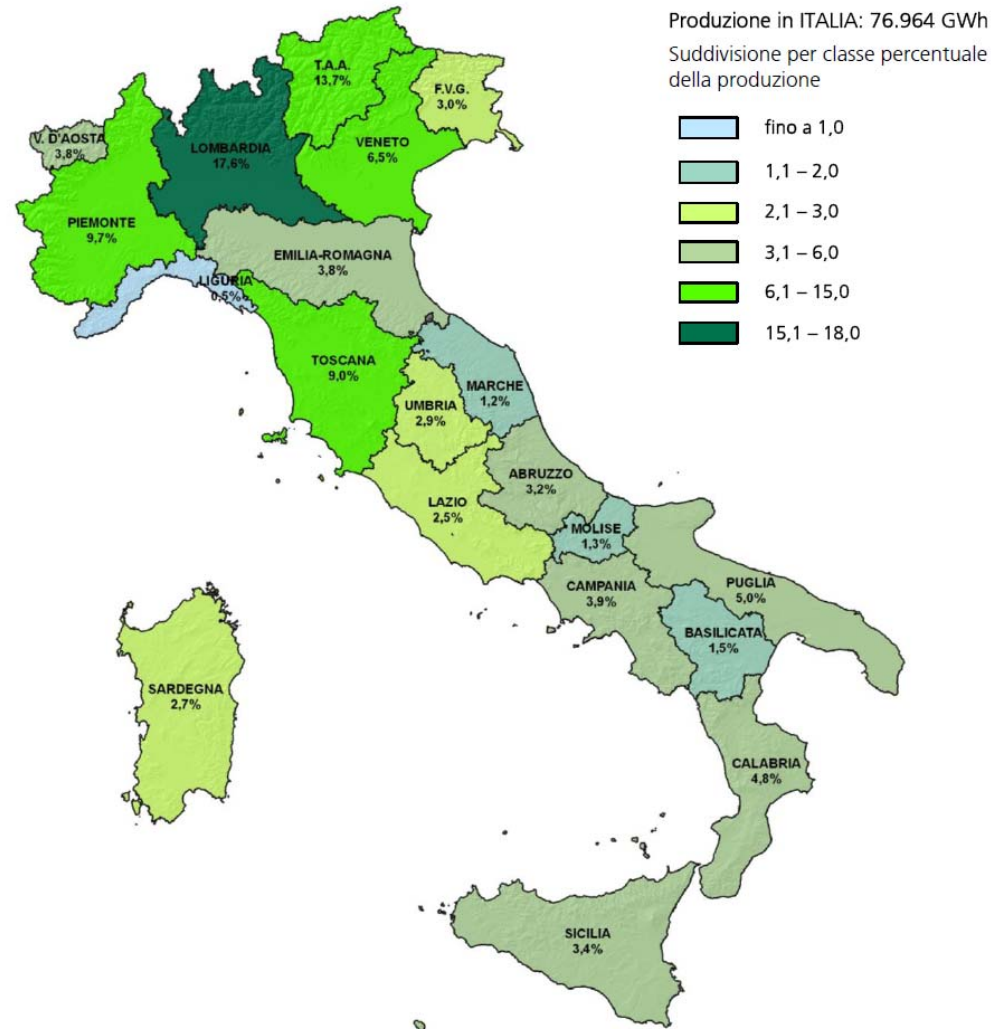 Produzione in ITALIA: 76.964 GWh
Suddivisione per classe percentuale
della produzione
fino a 1,0
1,1 – 2,0
2,1 – 3,0
3,1 – 6,0
6,1 – 15,0
15,1 – 18,0
T.A.A.
13,7%
F.V.G.
3,0%
V. D'AOSTA
3,8%
LOMBARDIA
17,6%
VENETO
6,5%
PIEMONTE
9,7%
EMILIA-ROMAGNA
3,8%
LIGURIA
0,5%
TOSCANA
9,0%
MARCHE
1,2%
UMBRIA
2,9%
ABRUZZO
3,2%
LAZIO
2,5%
MOLISE
1,3%
CAMPANIA
3,9%
PUGLIA
5,0%
BASILICATA
1,5%
SARDEGNA
2,7%
CALABRIA
4,8%
SICILIA
3,4%